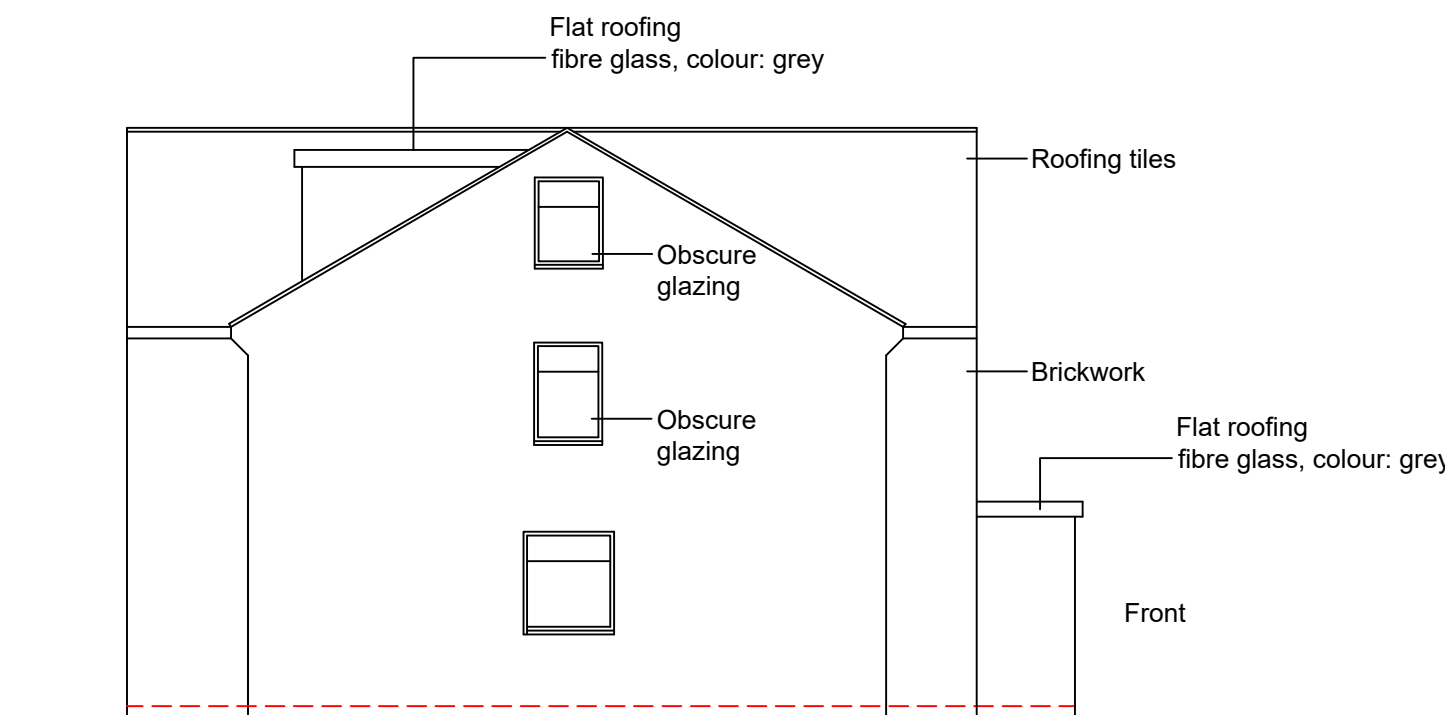 Flat roofing
fibre glass, colour: grey
Roofing tiles
Obscure
glazing
Brickwork
Obscure
glazing
Flat roofing
fibre glass, colour: grey
Front